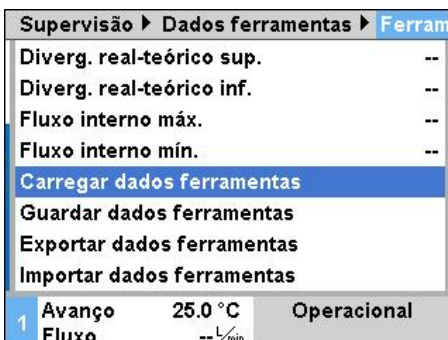 Supervisão ▶ Dados ferramentas ▶ Ferram
Diverg. real-teórico sup. --
Diverg. real-teórico inf. --
Fluxo interno máx. --
Fluxo interno mín. --
Carregar dados ferramentas
Guardar dados ferramentas
Exportar dados ferramentas
Importar dados ferramentas
1 Avanço 25.0 °C Operacional
Fluxo -- L/min